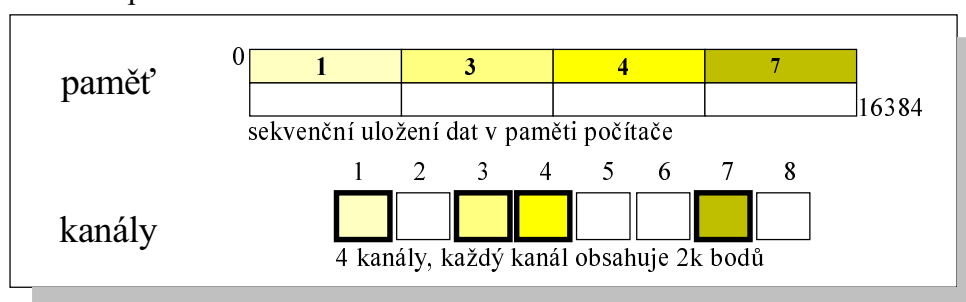 paměť
0 1 3 4 7
16384
sekvenční uložení dat v paměti počítače
1 2 3 4 5 6 7 8
kanály
4 kanály, každý kanál obsahuje 2k bodů